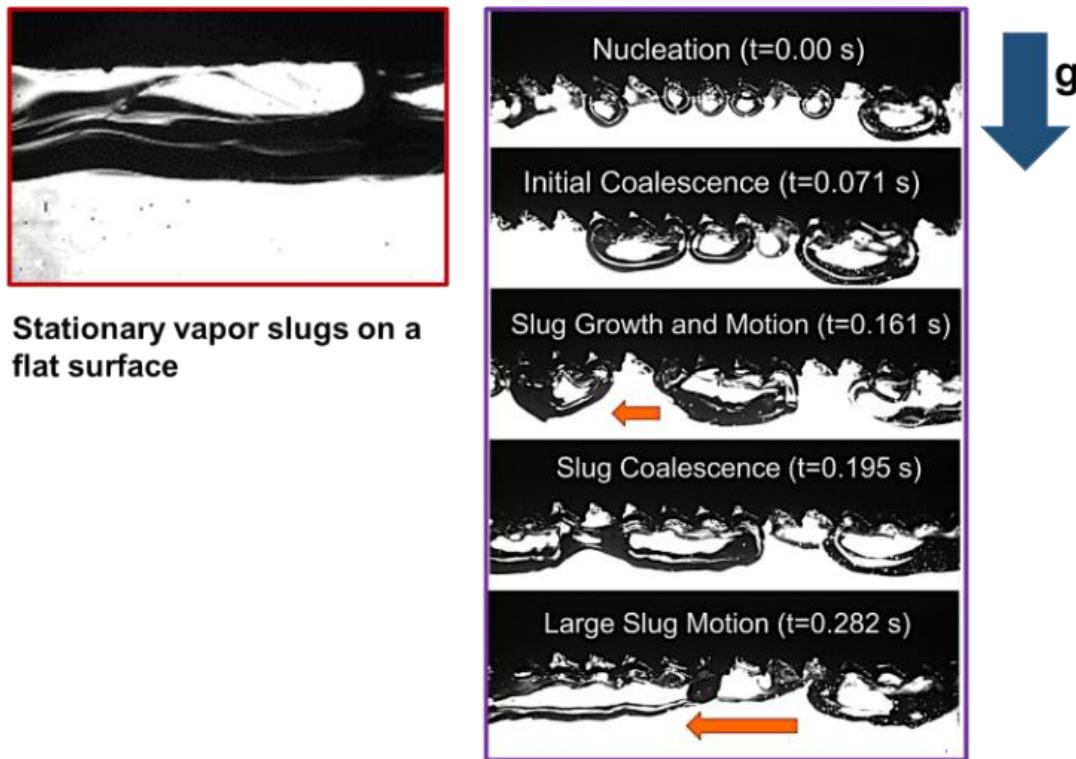 Nucleation (t=0.00 s)
g
Initial Coalescence (t=0.071 s)
Slug Growth and Motion (t=0.161 s)
Slug Coalescence (t=0.195 s)
Large Slug Motion (t=0.282 s)
Stationary vapor slugs on a
flat surface